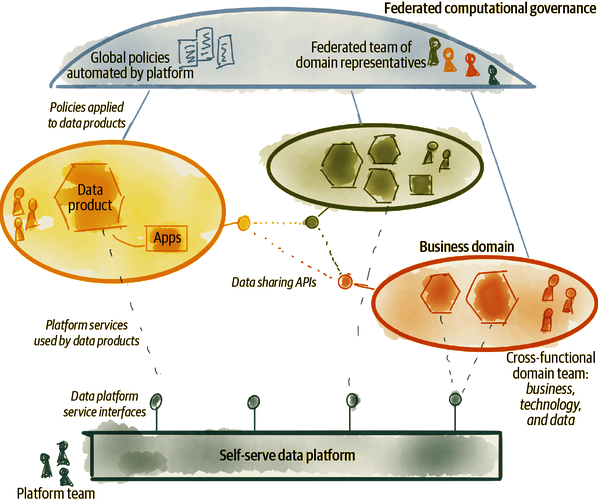 Federated computational governance
Global policies
automated by platform
Federated team of
domain representatives
Policies applied
to data products
Data
product
Apps
Business domain
Data sharing APIs
Platform services
used by data products
Cross-functional
domain team:
business,
technology,
and data
Data platform
service interfaces
Self-serve data platform
Platform team